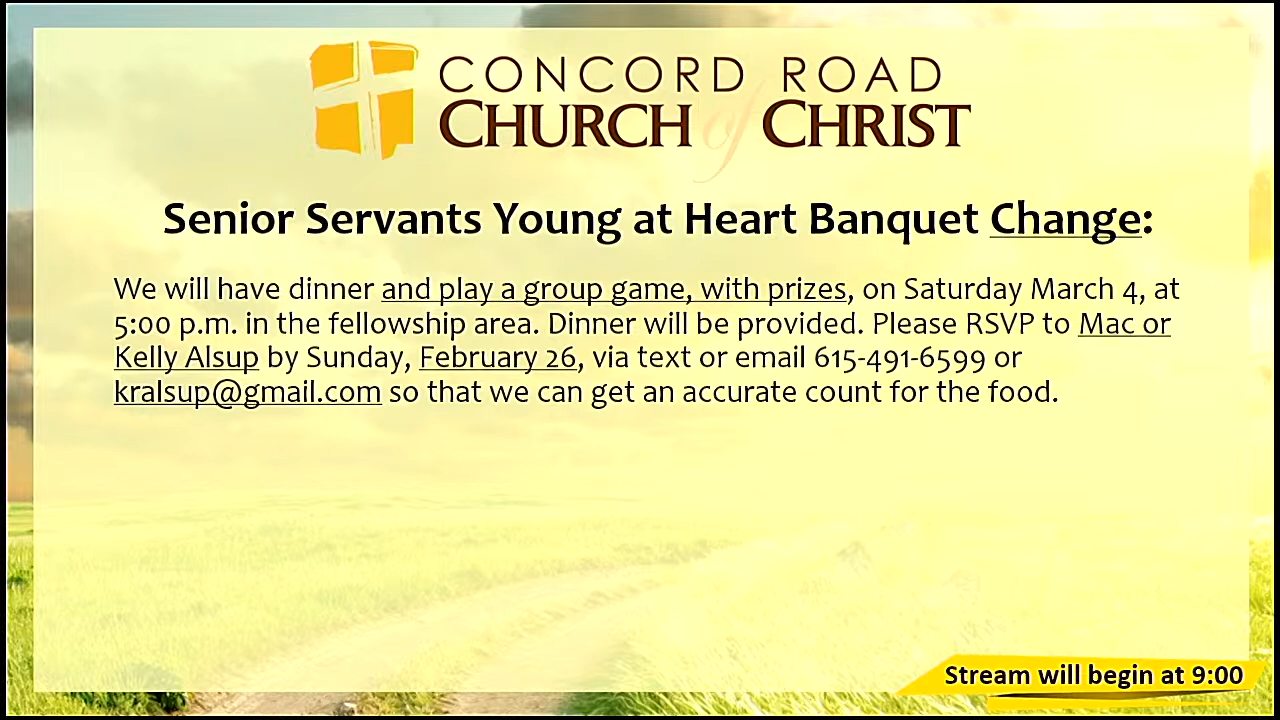 CONCORD ROAD
CHURCH of CHRIST
Senior Servants Young at Heart Banquet Change:
We will have dinner and play a group game, with prizes, on Saturday March 4, at
5:00 p.m. in the fellowship area. Dinner will be provided. Please RSVP to Mac or
Kelly Alsup by Sunday, February 26, via text or email 615-491-6599 or
kralsup@gmail.com so that we can get an accurate count for the food.
Stream will begin at 9:00